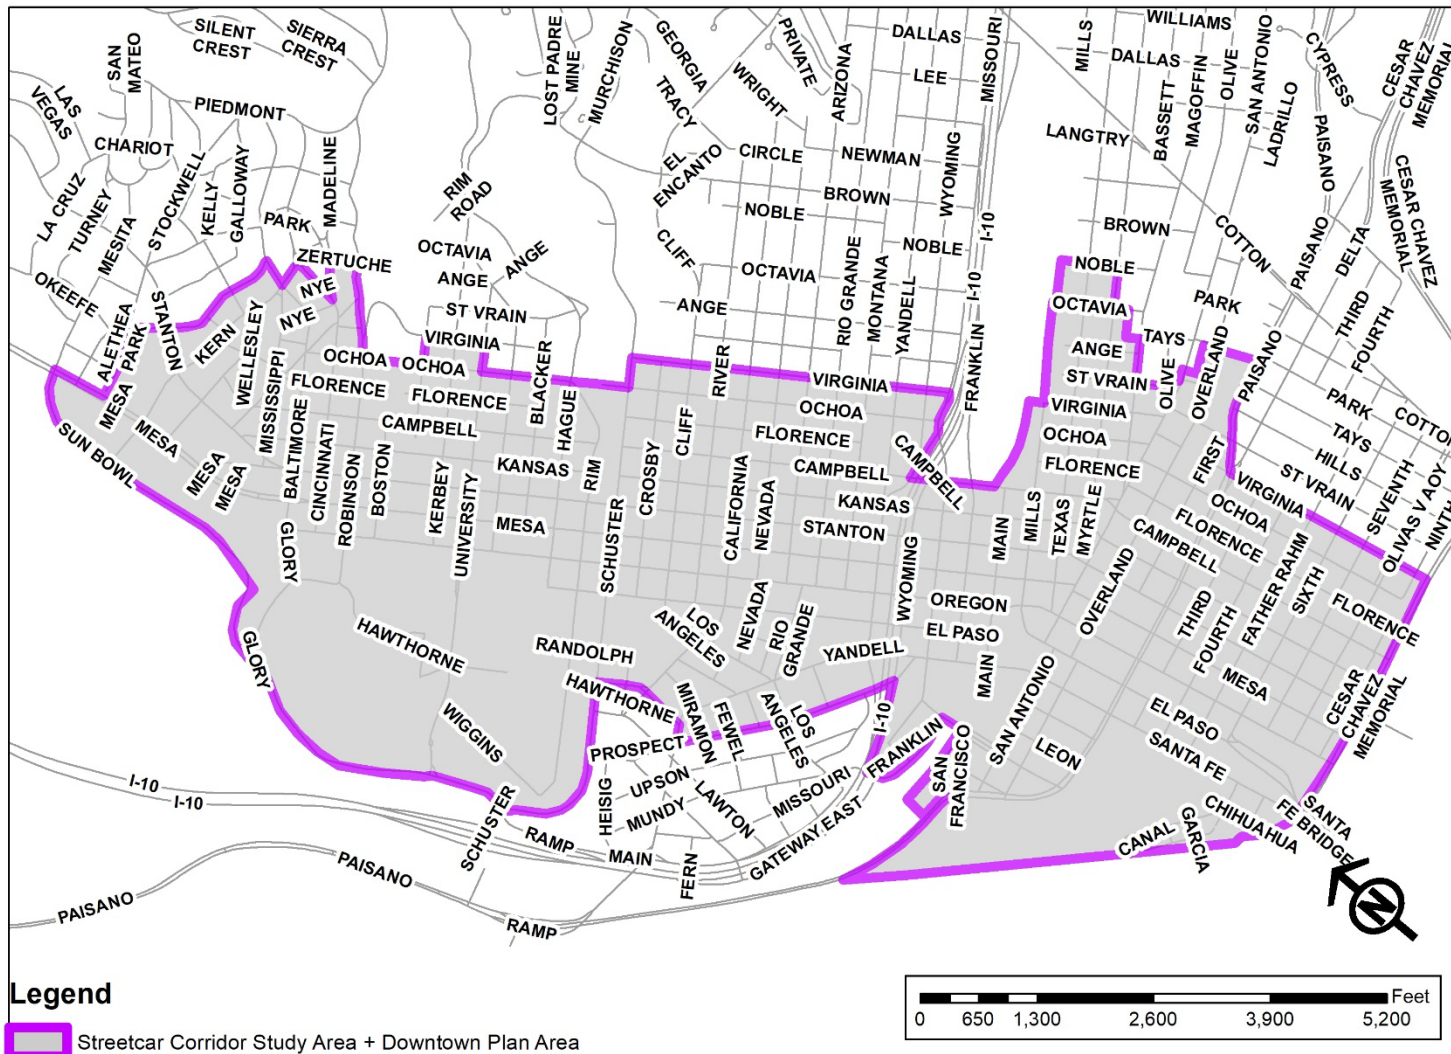 SAN
MATEO
SILENT
CREST
SIERRA
CREST
LAS
VEGAS
PIEDMONT
CHARIOT
LA CRUZ
TURNEY
MESITA
STOCKWELL
KELLY
GALLOWAY
PARK
MADELINE
ZERTUCHE
OKEEFE
ALETHEA
PARK
STANTON
KERN
NYE
NYE
WELLESLEY
MISSISSIPPI
LOST PADRE
MINE
MURCHISON
GEORGIA
TRACY
WRIGHT
PRIVATE
ARIZONA
DALLAS
LEE
MISSOURI
EL
ENCANTO
CIRCLE
NEWMAN
BROWN
NOBLE
WYOMING
I-10
RIM
ROAD
OCTAVIA
ANGE
ANGE
ST VRAIN
VIRGINIA
CLIFF
OCTAVIA
ANGE
RIO GRANDE
MONTANA
YANDELL
NOBLE
I-10
FRANKLIN
MILLS
WILLIAMS
DALLAS
BASSETT
MAGOFFIN
OLIVE
SAN ANTONIO
LADRILLO
LANGTRY
CYPRESS
PAISANO
CESAR
CHAVEZ
MEMORIAL
CESAR CHAVEZ
MEMORIAL
BROWN
COTTON
PAISANO
DELTA
NOBLE
OCTAVIA
PARK
TAYS
ANGE
ST VRAIN
OLIVE
OVERLAND
PAISANO
THIRD
FOURTH
PARK
COTTON
TAYS
HILLS
ST VRAIN
SEVENTH
OLIVAS V AOY
NINTH
VIRGINIA
OCHOA
OCHOA
FLORENCE
FLORENCE
CAMPBELL
BLACKER
HAGUE
RIVER
VIRGINIA
OCHOA
FLORENCE
CAMPBELL
CAMPBELL
KANSAS
STANTON
VIRGINIA
OCHOA
FLORENCE
FIRST
OCHOA
FLORENCE
CAMPBELL
MESA
MESA
MESA
MESA
SUN BOWL
BALTIMORE
CINCINNATI
ROBINSON
BOSTON
KERBEY
UNIVERSITY
KANSAS
MESA
RIM
SCHUSTER
CROSBY
CLIFF
CALIFORNIA
NEVADA
WYOMING
MAIN
MILLS
TEXAS
MYRTLE
OVERLAND
THIRD
FOURTH
FATHER RAHM
SIXTH
FLORENCE
GLORY
GLORY
HAWTHORNE
RANDOLPH
HAWTHORNE
WIGGINS
LOS
ANGELES
NEVADA
RIO
GRANDE
YANDELL
OREGON
EL PASO
MAIN
SAN ANTONIO
LEON
MESA
EL PASO
SANTA FE
CESAR
CHAVEZ
MEMORIAL
MIRAMON
FEWEL
LOS
ANGELES
I-10
FRANKLIN
SAN
FRANCISCO
PROSPECT
UPSON
MUNDY
LAWTON
MISSOURI
HEISIG
MAIN
FERN
GATEWAY EAST
CANAL
GARCIA
CHIHUAHUA
SANTA
FE BRIDGE
I-10
I-10
SCHUSTER
RAMP
PAISANO
PAISANO
RAMP
N
Legend
Streetcar Corridor Study Area + Downtown Plan Area
Feet
0 650 1,300 2,600 3,900 5,200